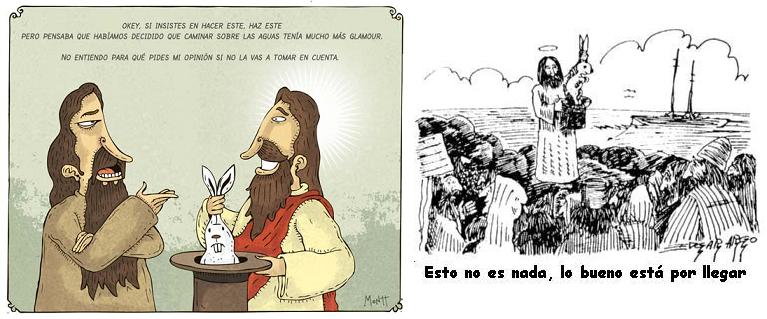 OKEY, SI INSISTES EN HACER ESTE, HAZ ESTE
PERO PENSABA QUE HABÍAMOS DECIDIDO QUE CAMINAR SOBRE LAS AGUAS TENÍA MUCHO MÁS GLAMOUR.
NO ENTIENDO PARA QUÉ PIDES MI OPINIÓN SI NO LA VAS A TOMAR EN CUENTA.
MONTT
Esto no es nada, lo bueno está por llegar